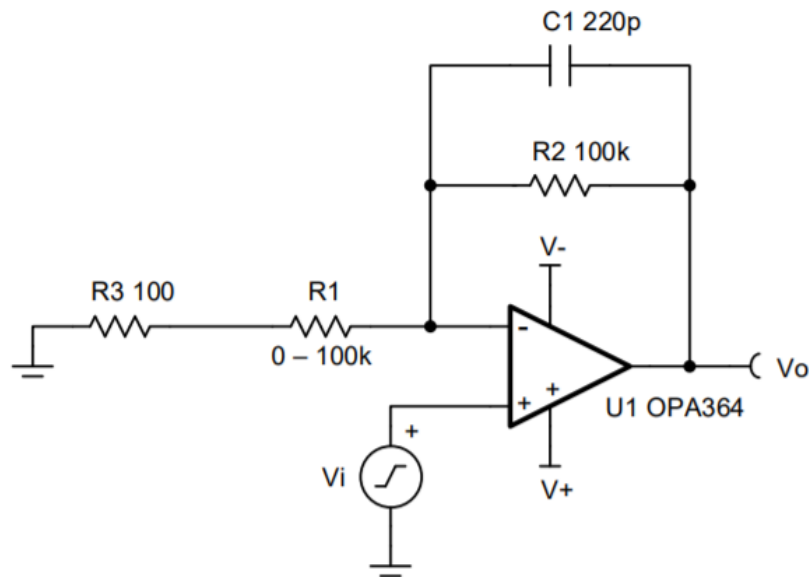 C1 220p
R2 100k
V-
R3 100
R1
0 – 100k
-
+
+
U1 OPA364
Vo
+
Vi
V+